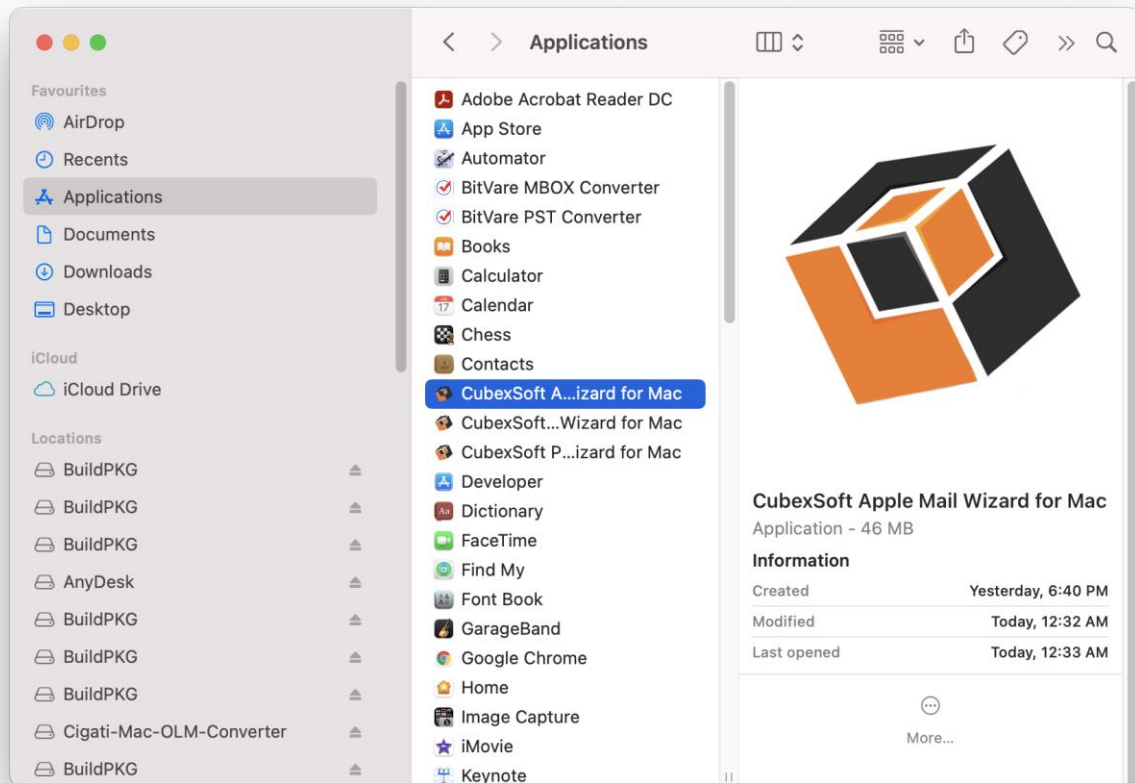 Applications
Favourites
AirDrop
Recents
Applications
Documents
Downloads
Desktop
iCloud
iCloud Drive
Locations
BuildPKG
BuildPKG
BuildPKG
AnyDesk
BuildPKG
BuildPKG
BuildPKG
Cigati-Mac-OLM-Converter
BuildPKG
Adobe Acrobat Reader DC
App Store
Automator
BitVare MBOX Converter
BitVare PST Converter
Books
Calculator
17
Calendar
Chess
Contacts
CubexSoft A...izard for Mac
CubexSoft...Wizard for Mac
CubexSoft P...izard for Mac
Developer
Aa
Dictionary
FaceTime
Find My
Font Book
GarageBand
Google Chrome
Home
Image Capture
iMovie
Keynote
CubexSoft Apple Mail Wizard for Mac
Application - 46 MB
Information
Created Yesterday, 6:40 PM
Modified Today, 12:32 AM
Last opened Today, 12:33 AM
More...